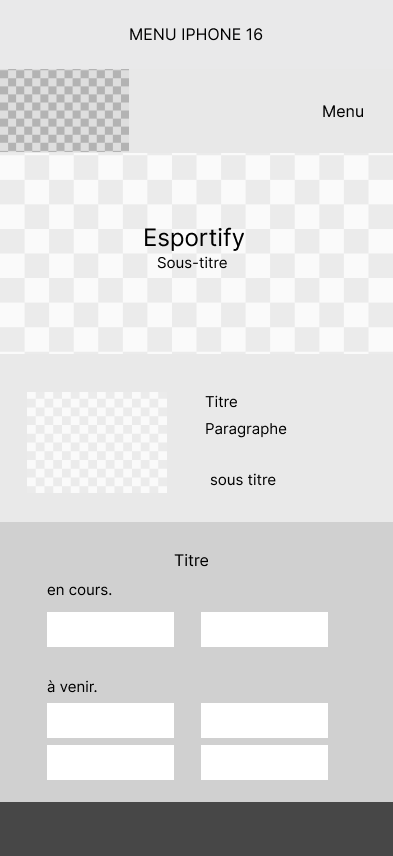 MENU IPHONE 16
Menu
Esportify
Sous-titre
Titre
Paragraphe
sous titre
Titre
en cours.
à venir.